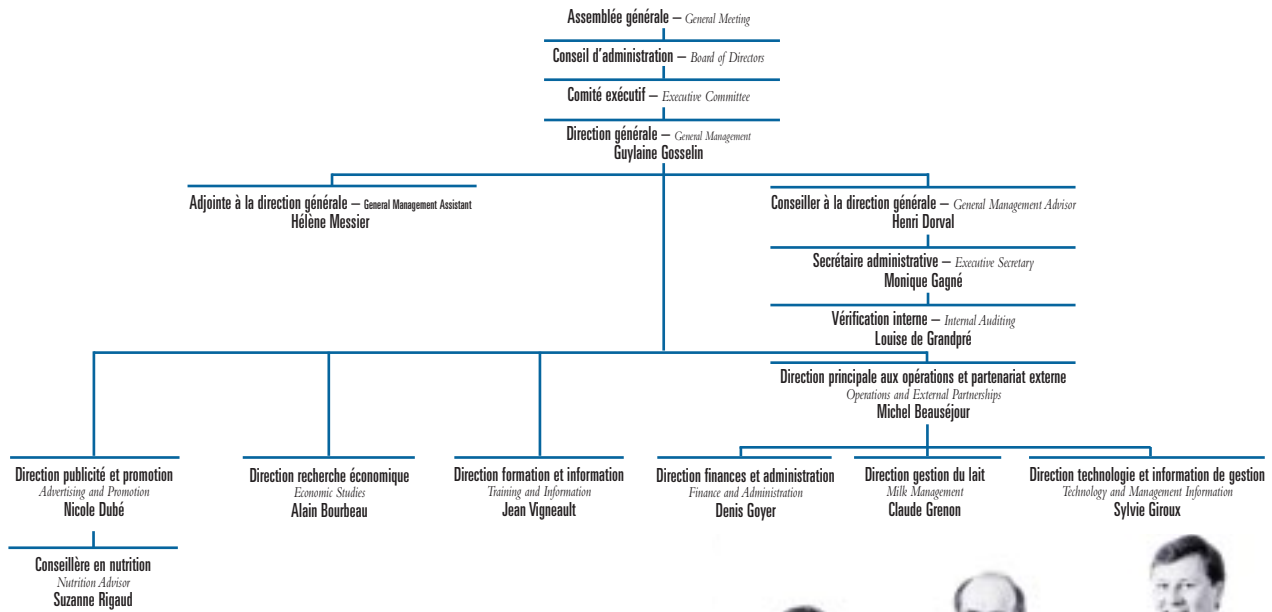 Assemblée générale – General Meeting
Conseil d'administration – Board of Directors
Comité exécutif – Executive Committee
Direction générale – General Management
Guylaine Gosselin
Adjointe à la direction générale – General Management Assistant
Hélène Messier
Conseiller à la direction générale – General Management Advisor
Henri Dorval
Secrétaire administrative – Executive Secretary
Monique Gagné
Vérification interne – Internal Auditing
Louise de Grandpré
Direction principale aux opérations et partenariat externe
Operations and External Partnerships
Michel Beauséjour
Direction publicité et promotion
Advertising and Promotion
Nicole Dubé
Direction recherche économique
Economic Studies
Alain Bourbeau
Direction formation et information
Training and Information
Jean Vigneault
Direction finances et administration
Finance and Administration
Denis Goyer
Direction gestion du lait
Milk Management
Claude Grenon
Direction technologie et information de gestion
Technology and Management Information
Sylvie Giroux
Conseillère en nutrition
Nutrition Advisor
Suzanne Rigaud